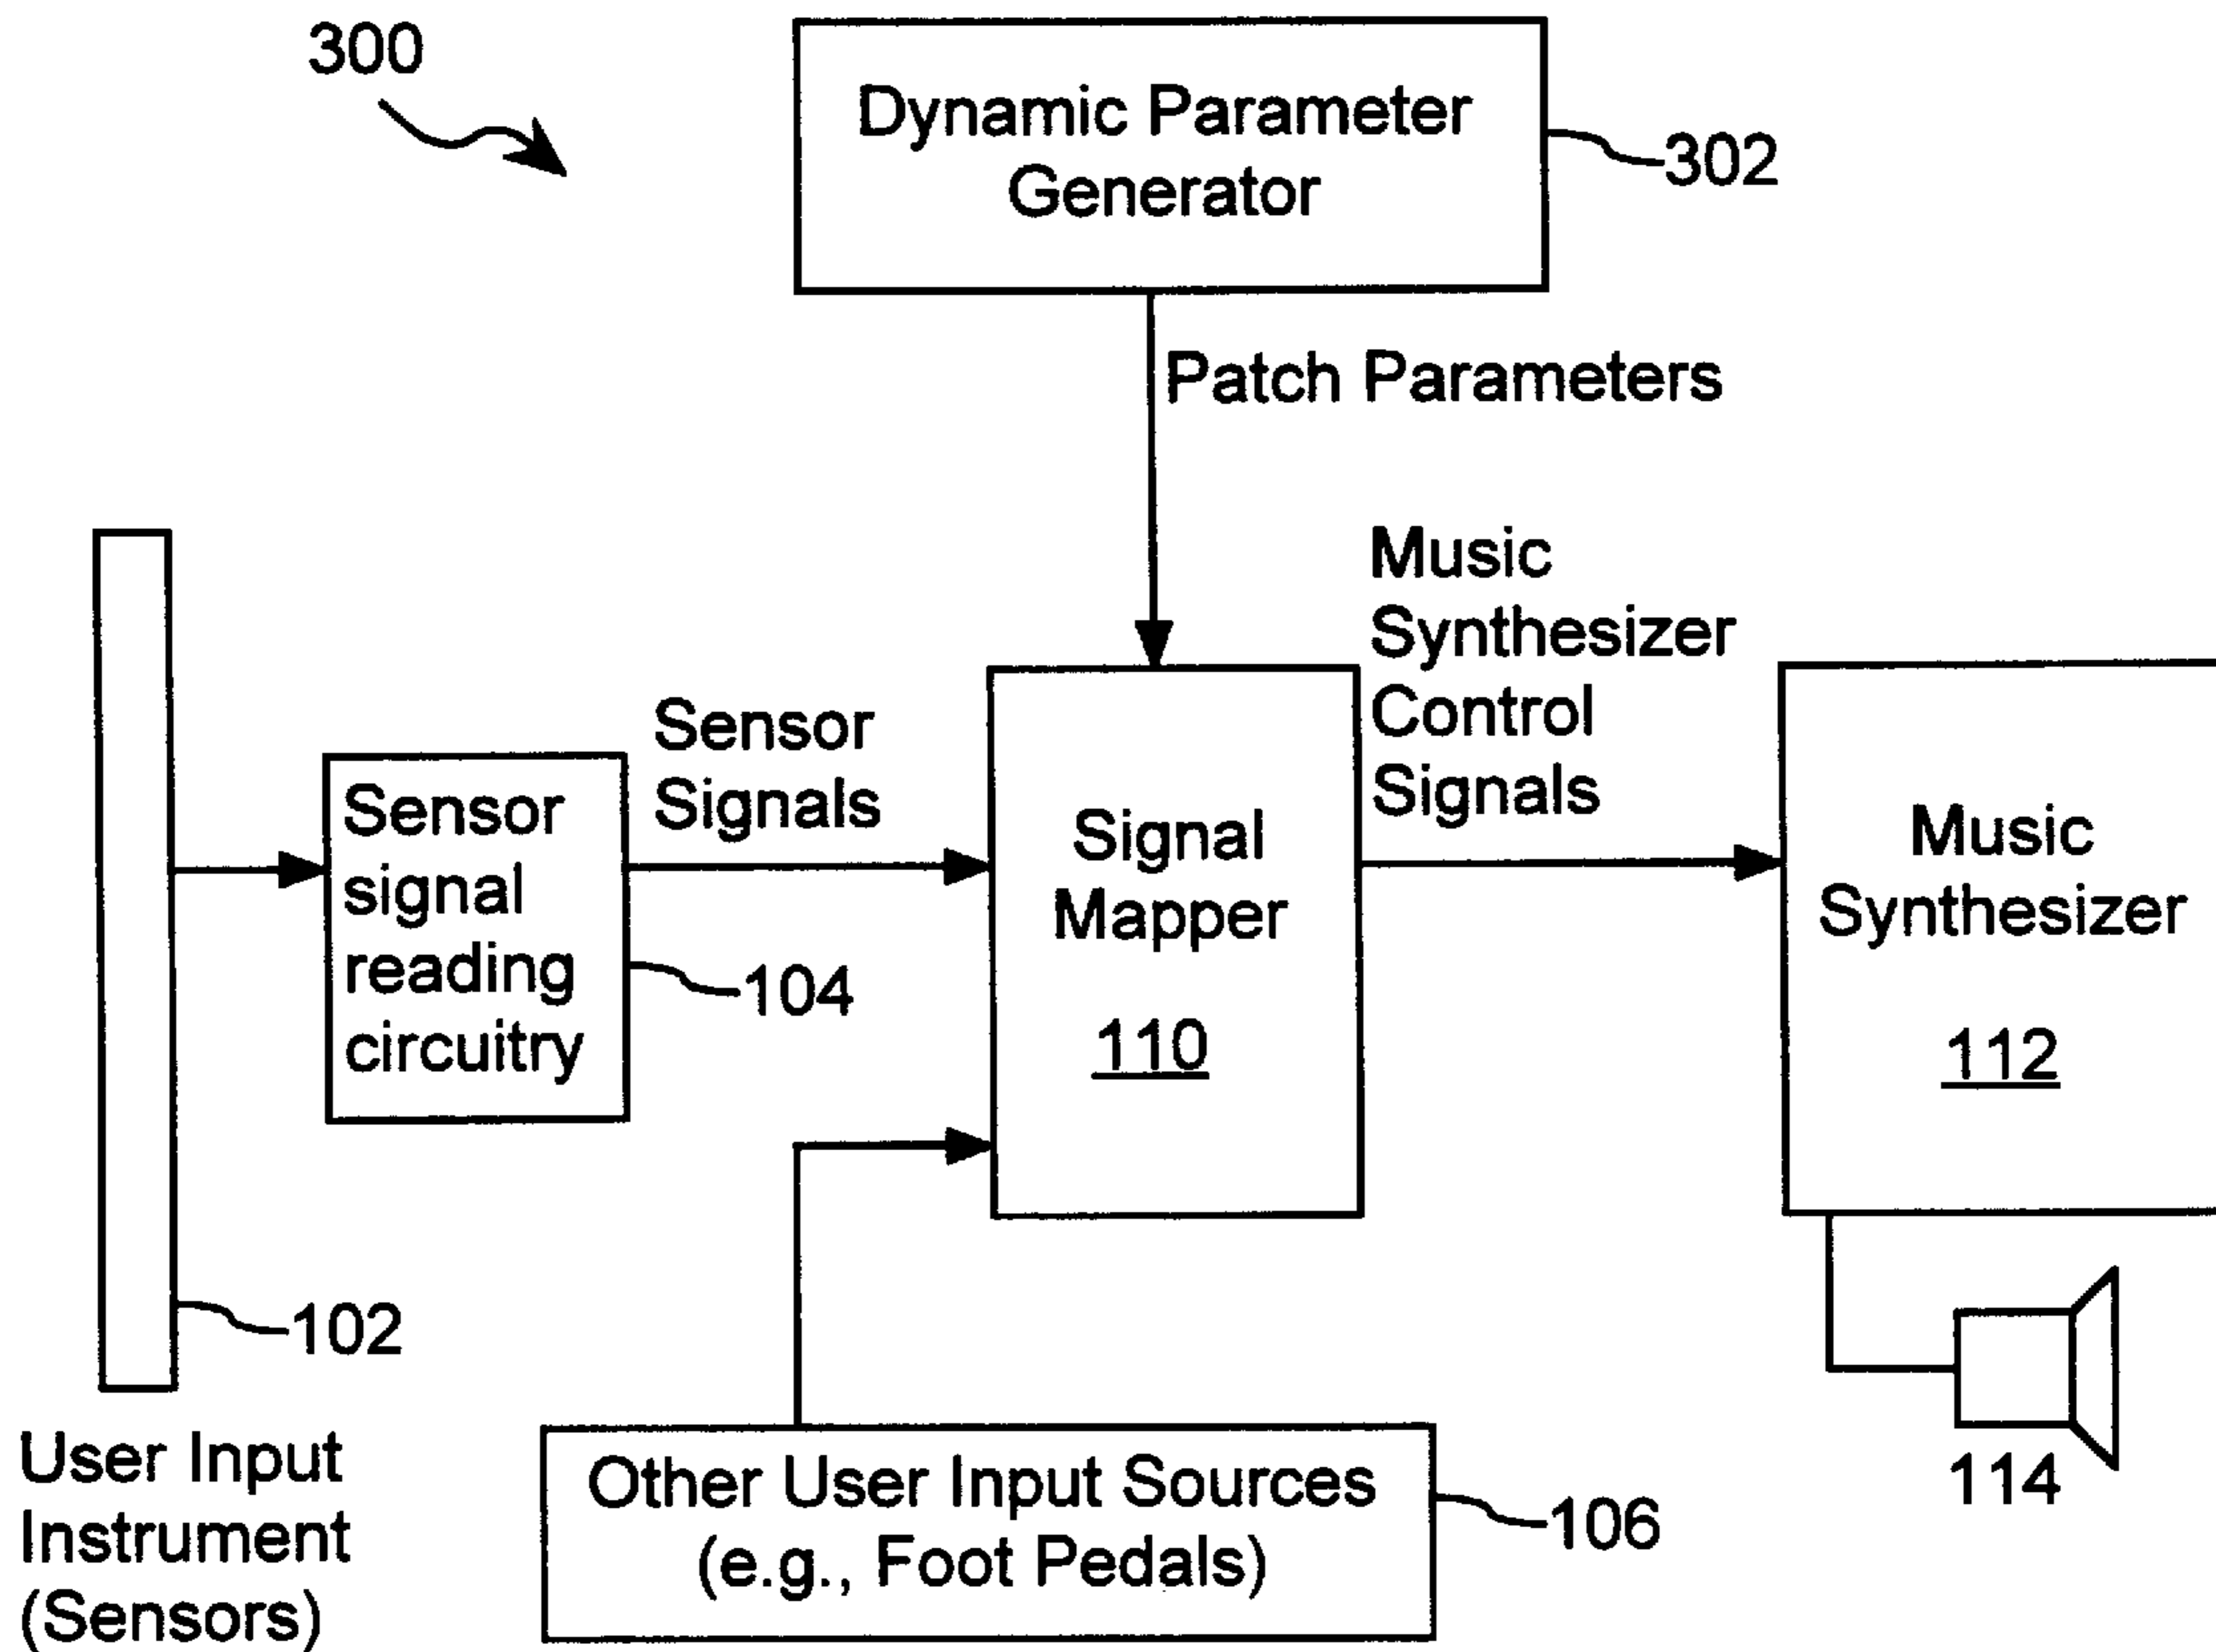 300
Dynamic Parameter
Generator
302
Patch Parameters
Music
Synthesizer
Control
Signals
Sensor
Signals
Sensor
signal
reading
circuitry
104
Signal
Mapper
110
Music
Synthesizer
112
102
User Input
Instrument
(Sensors)
Other User Input Sources
(e.g., Foot Pedals)
106
114